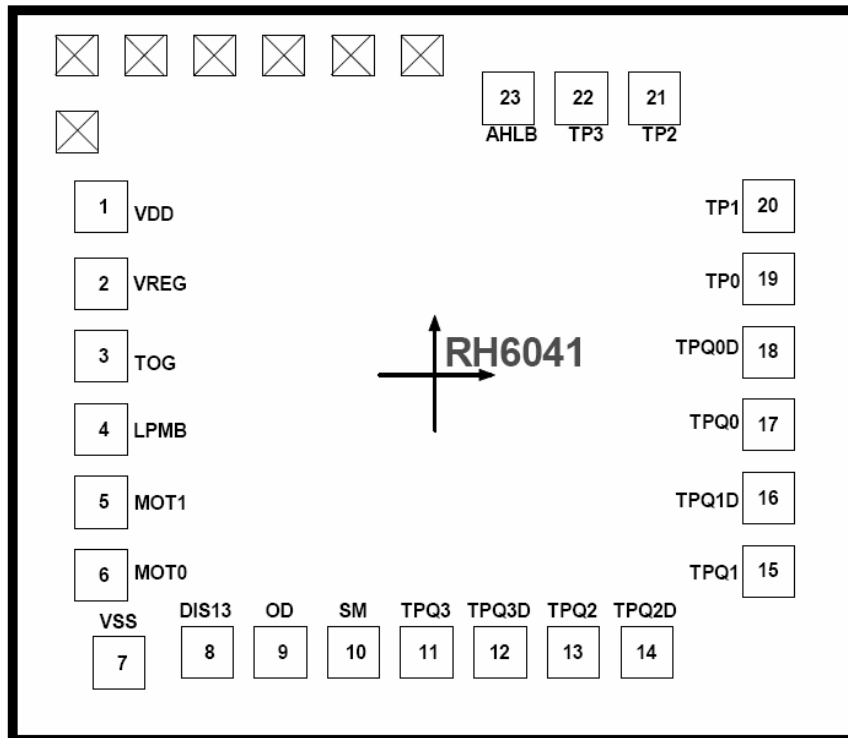 23 22 21
AHLB TP3 TP2
1 VDD
TP1 20
2 VREG
TP0 19
RH6041
3 TOG
TPQ0D 18
4 LPMB
TPQ0 17
5 MOT1
TPQ1D 16
6 MOT0
TPQ1 15
VSS DIS13 OD SM TPQ3 TPQ3D TPQ2 TPQ2D
7 8 9 10 11 12 13 14